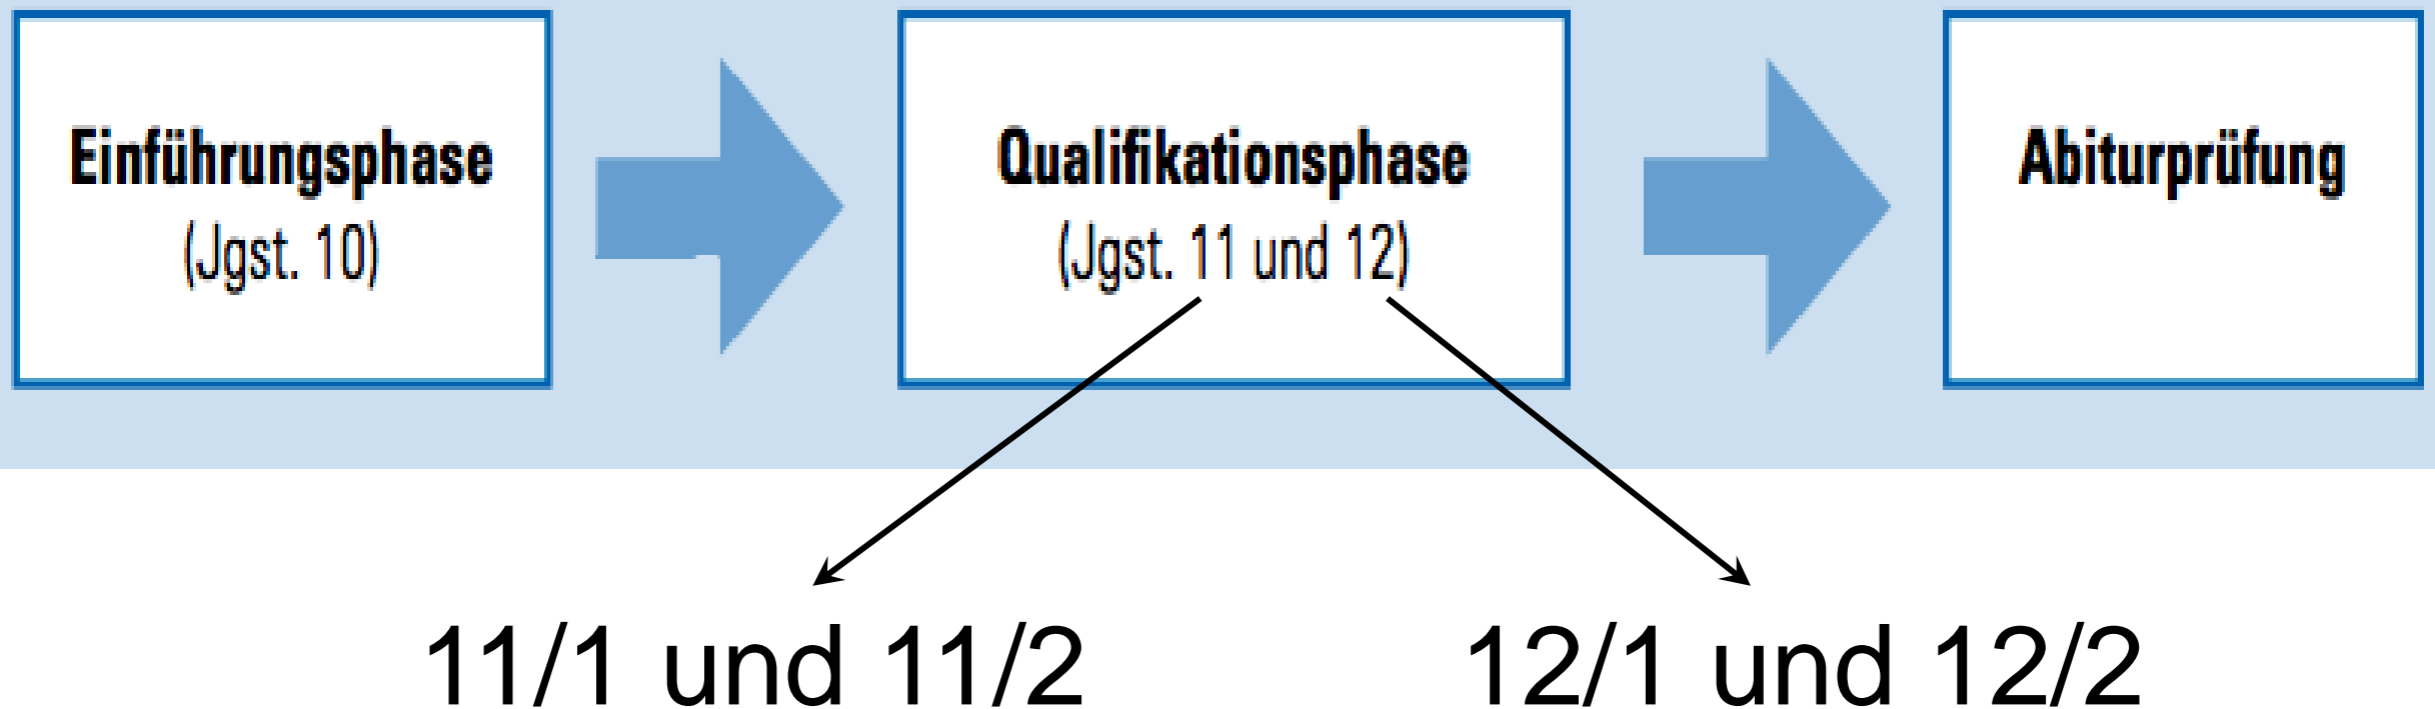 Einführungsphase
(Jgst. 10)
Qualifikationsphase
(Jgst. 11 und 12)
Abiturprüfung
11/1 und 11/2
12/1 und 12/2